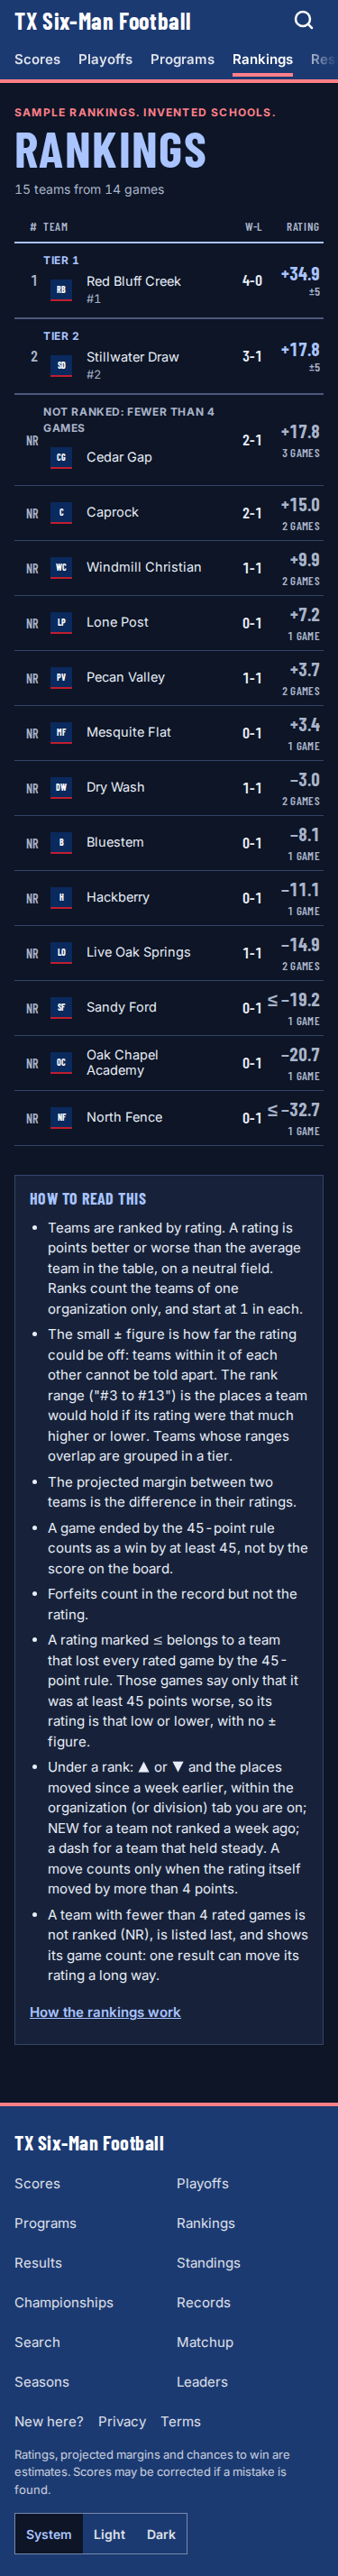 TX Six-Man Football
Scores Playoffs Programs Rankings Res
SAMPLE RANKINGS. INVENTED SCHOOLS.
RANKINGS
15 teams from 14 games
# TEAM W-L RATING
TIER 1
1 RB Red Bluff Creek 4-0 +34.9
#1 ±5
TIER 2
2 SD Stillwater Draw 3-1 +17.8
#2 ±5
NOT RANKED: FEWER THAN 4
GAMES
NR CG Cedar Gap 2-1 +17.8
3 GAMES
NR C Caprock 2-1 +15.0
2 GAMES
NR WC Windmill Christian 1-1 +9.9
2 GAMES
NR LP Lone Post 0-1 +7.2
1 GAME
NR PV Pecan Valley 1-1 +3.7
2 GAMES
NR MF Mesquite Flat 0-1 +3.4
1 GAME
NR DW Dry Wash 1-1 −3.0
2 GAMES
NR B Bluestem 0-1 −8.1
1 GAME
NR H Hackberry 0-1 −11.1
1 GAME
NR LO Live Oak Springs 1-1 −14.9
2 GAMES
NR SF Sandy Ford 0-1 ≤ −19.2
1 GAME
NR OC Oak Chapel
Academy 0-1 −20.7
1 GAME
NR NF North Fence 0-1 ≤ −32.7
1 GAME
HOW TO READ THIS
• Teams are ranked by rating. A rating is
points better or worse than the average
team in the table, on a neutral field.
Ranks count the teams of one
organization only, and start at 1 in each.
• The small ± figure is how far the rating
could be off: teams within it of each
other cannot be told apart. The rank
range ("#3 to #13") is the places a team
would hold if its rating were that much
higher or lower. Teams whose ranges
overlap are grouped in a tier.
• The projected margin between two
teams is the difference in their ratings.
• A game ended by the 45-point rule
counts as a win by at least 45, not by the
score on the board.
• Forfeits count in the record but not the
rating.
• A rating marked ≤ belongs to a team
that lost every rated game by the 45-
point rule. Those games say only that it
was at least 45 points worse, so its
rating is that low or lower, with no ±
figure.
• Under a rank: ▲ or ▼ and the places
moved since a week earlier, within the
organization (or division) tab you are on;
NEW for a team not ranked a week ago;
a dash for a team that held steady. A
move counts only when the rating itself
moved by more than 4 points.
• A team with fewer than 4 rated games is
not ranked (NR), is listed last, and shows
its game count: one result can move its
rating a long way.
How the rankings work
TX Six-Man Football
Scores Playoffs
Programs Rankings
Results Standings
Championships Records
Search Matchup
Seasons Leaders
New here? Privacy Terms
Ratings, projected margins and chances to win are
estimates. Scores may be corrected if a mistake is
found.
System Light Dark